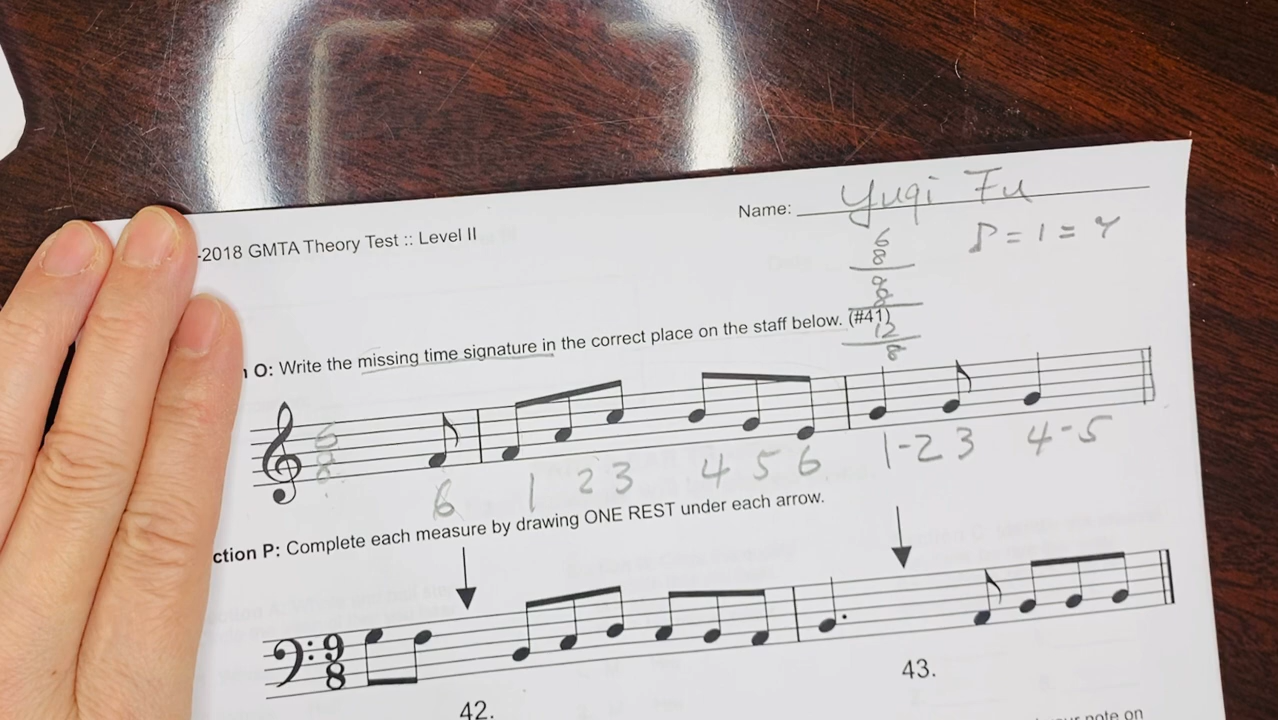 -2018 GMTA Theory Test :: Level II
Name: Yuqi Fu
6
8
= 1 =
9
8
12
8
O: Write the missing time signature in the correct place on the staff below. (#41)
6
8
6 1 2 3 4 5 6 1-2 3 4-5
ction P: Complete each measure by drawing ONE REST under each arrow.
9
8
42. 43.
note on